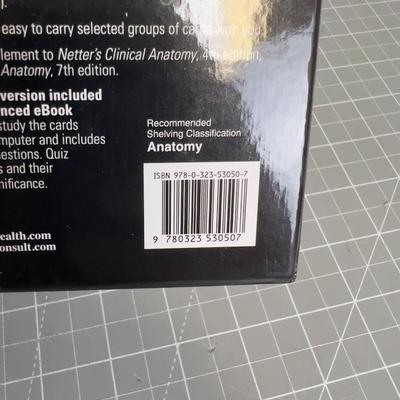 ).
easy to carry selected groups of cards with you.
lement to Netter's Clinical Anatomy, 4th edition,
Anatomy, 7th edition.
version included
nced eBook
study the cards
mputer and includes
uestions. Quiz
s and their
nificance.
ealth.com
onsult.com
Recommended
Shelving Classification
Anatomy
ISBN 978-0-323-53050-7
9 780323 530507